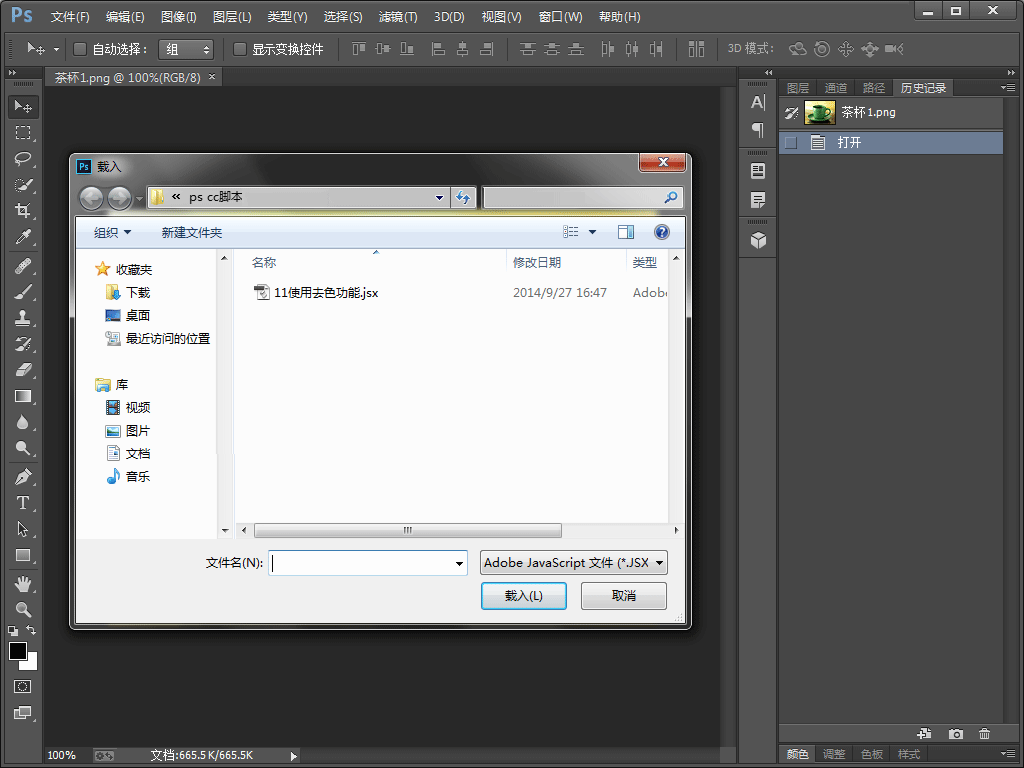 Ps 文件(F) 编辑(E) 图像(I) 图层(L) 类型(Y) 选择(S) 滤镜(T) 3D(D) 视图(V) 窗口(W) 帮助(H)
自动选择： 组 显示变换控件 3D 模式：
茶杯1.png @ 100%(RGB/8) ×
图层 通道 路径 历史记录
茶杯1.png
打开
Ps 载入
« ps cc脚本
组织 新建文件夹
名称 修改日期 类型
11使用去色功能.jsx 2014/9/27 16:47 Adob
收藏夹
下载
桌面
最近访问的位置
库
视频
图片
文档
音乐
文件名(N): Adobe JavaScript 文件 (*.JSX
载入(L) 取消
100% 文档:665.5K/665.5K
颜色 调整 色板 样式